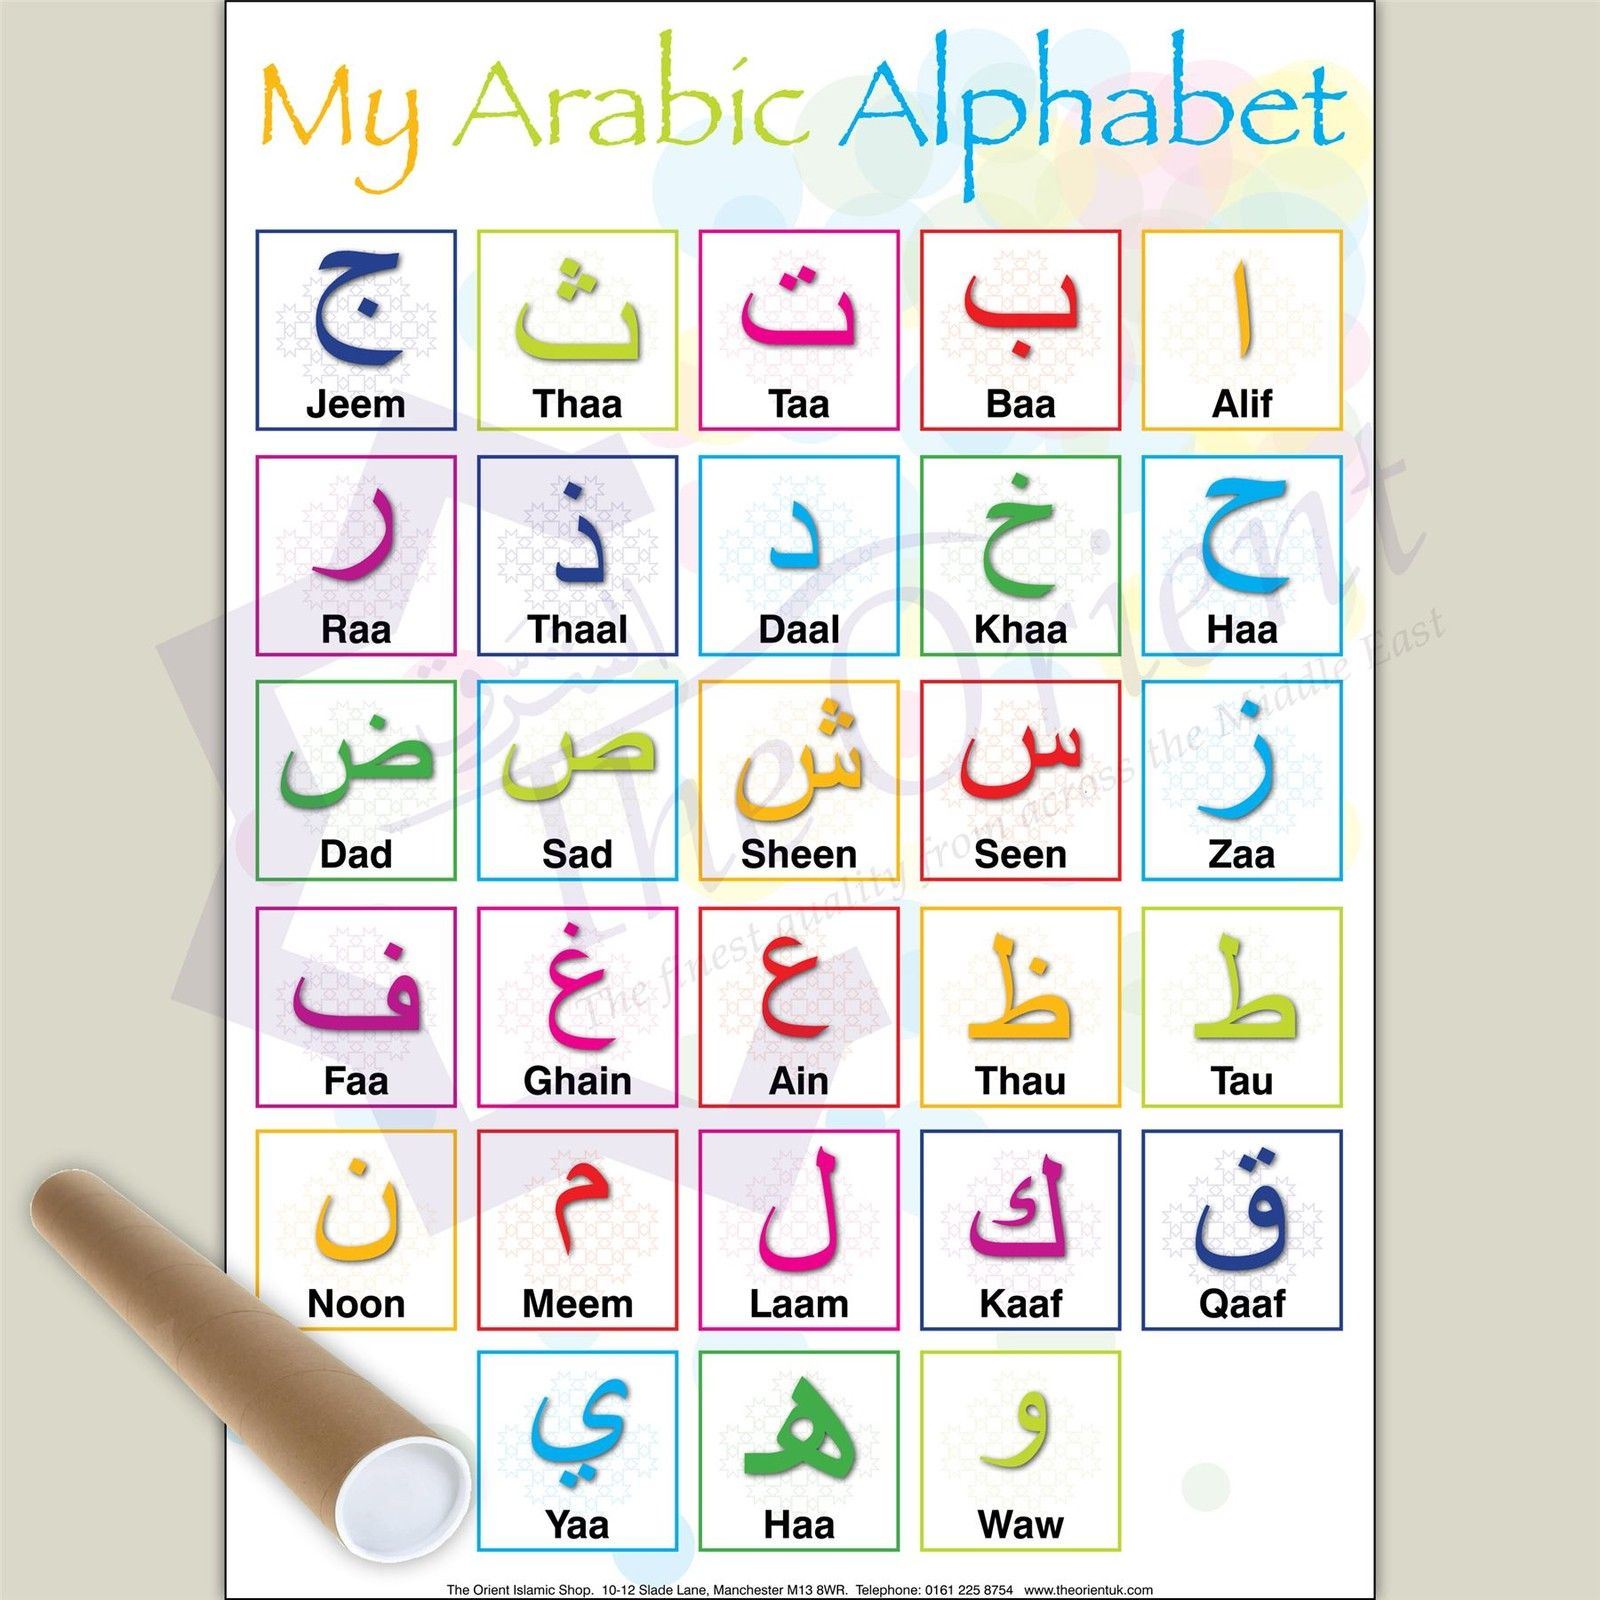 My Arabic Alphabet
ا ب ت ث ج
Alif Baa Taa Thaa Jeem
ح خ د ذ ر
Haa Khaa Daal Thaal Raa
ز س ش ص ض
Zaa Seen Sheen Sad Dad
ط ظ ع غ ف
Tau Thau Ain Ghain Faa
ق ك ل م ن
Qaaf Kaaf Laam Meem Noon
و هـ ي
Waw Haa Yaa
The Orient Islamic Shop. 10-12 Slade Lane, Manchester M13 8WR. Telephone: 0161 225 8754 www.theorientuk.com
The Orient
The finest quality from across the Middle East